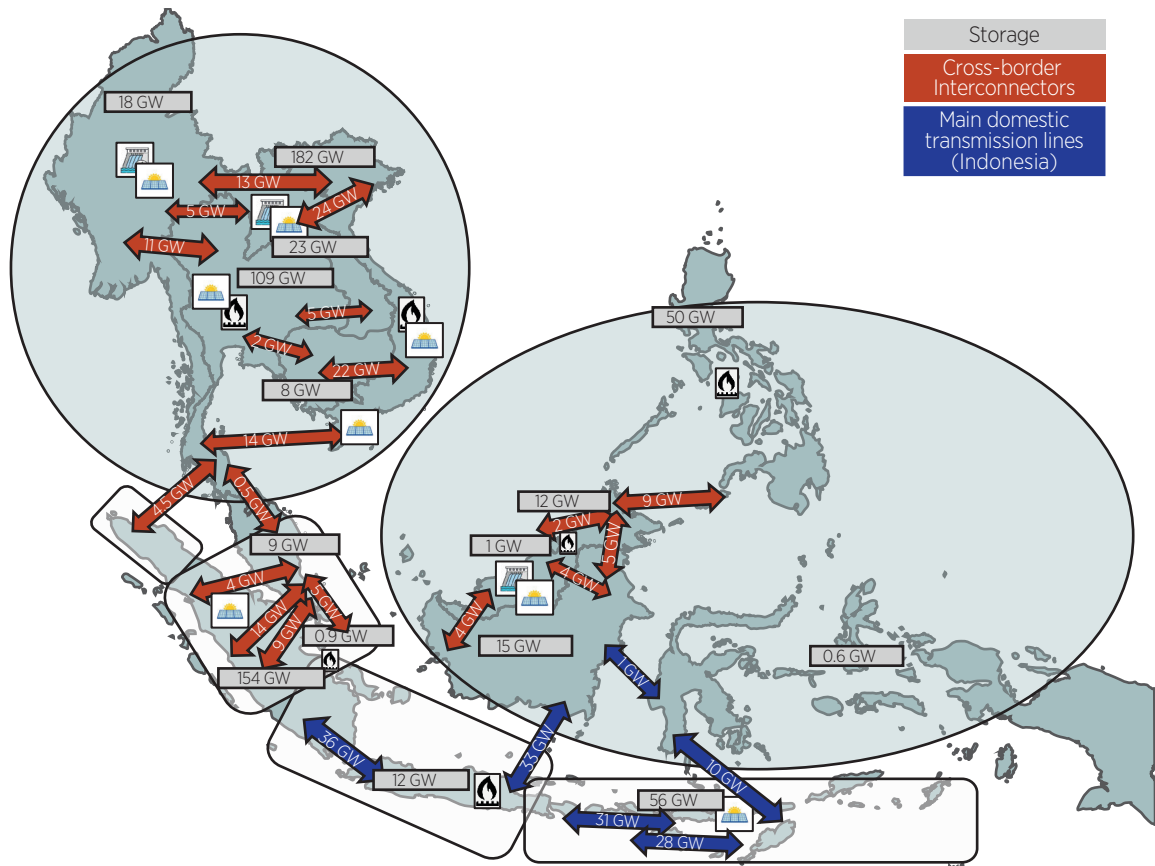 Storage
Cross-border
Interconnectors
Main domestic
transmission lines
(Indonesia)
18 GW
182 GW
13 GW
24 GW
5 GW
11 GW
23 GW
109 GW
5 GW
2 GW
22 GW
8 GW
14 GW
50 GW
4.5 GW
0.5 GW
12 GW
9 GW
2 GW
5 GW
9 GW
1 GW
4 GW
4 GW
5 GW
14 GW
9 GW
0.9 GW
4 GW
15 GW
0.6 GW
154 GW
1 GW
36 GW
33 GW
10 GW
12 GW
56 GW
31 GW
28 GW